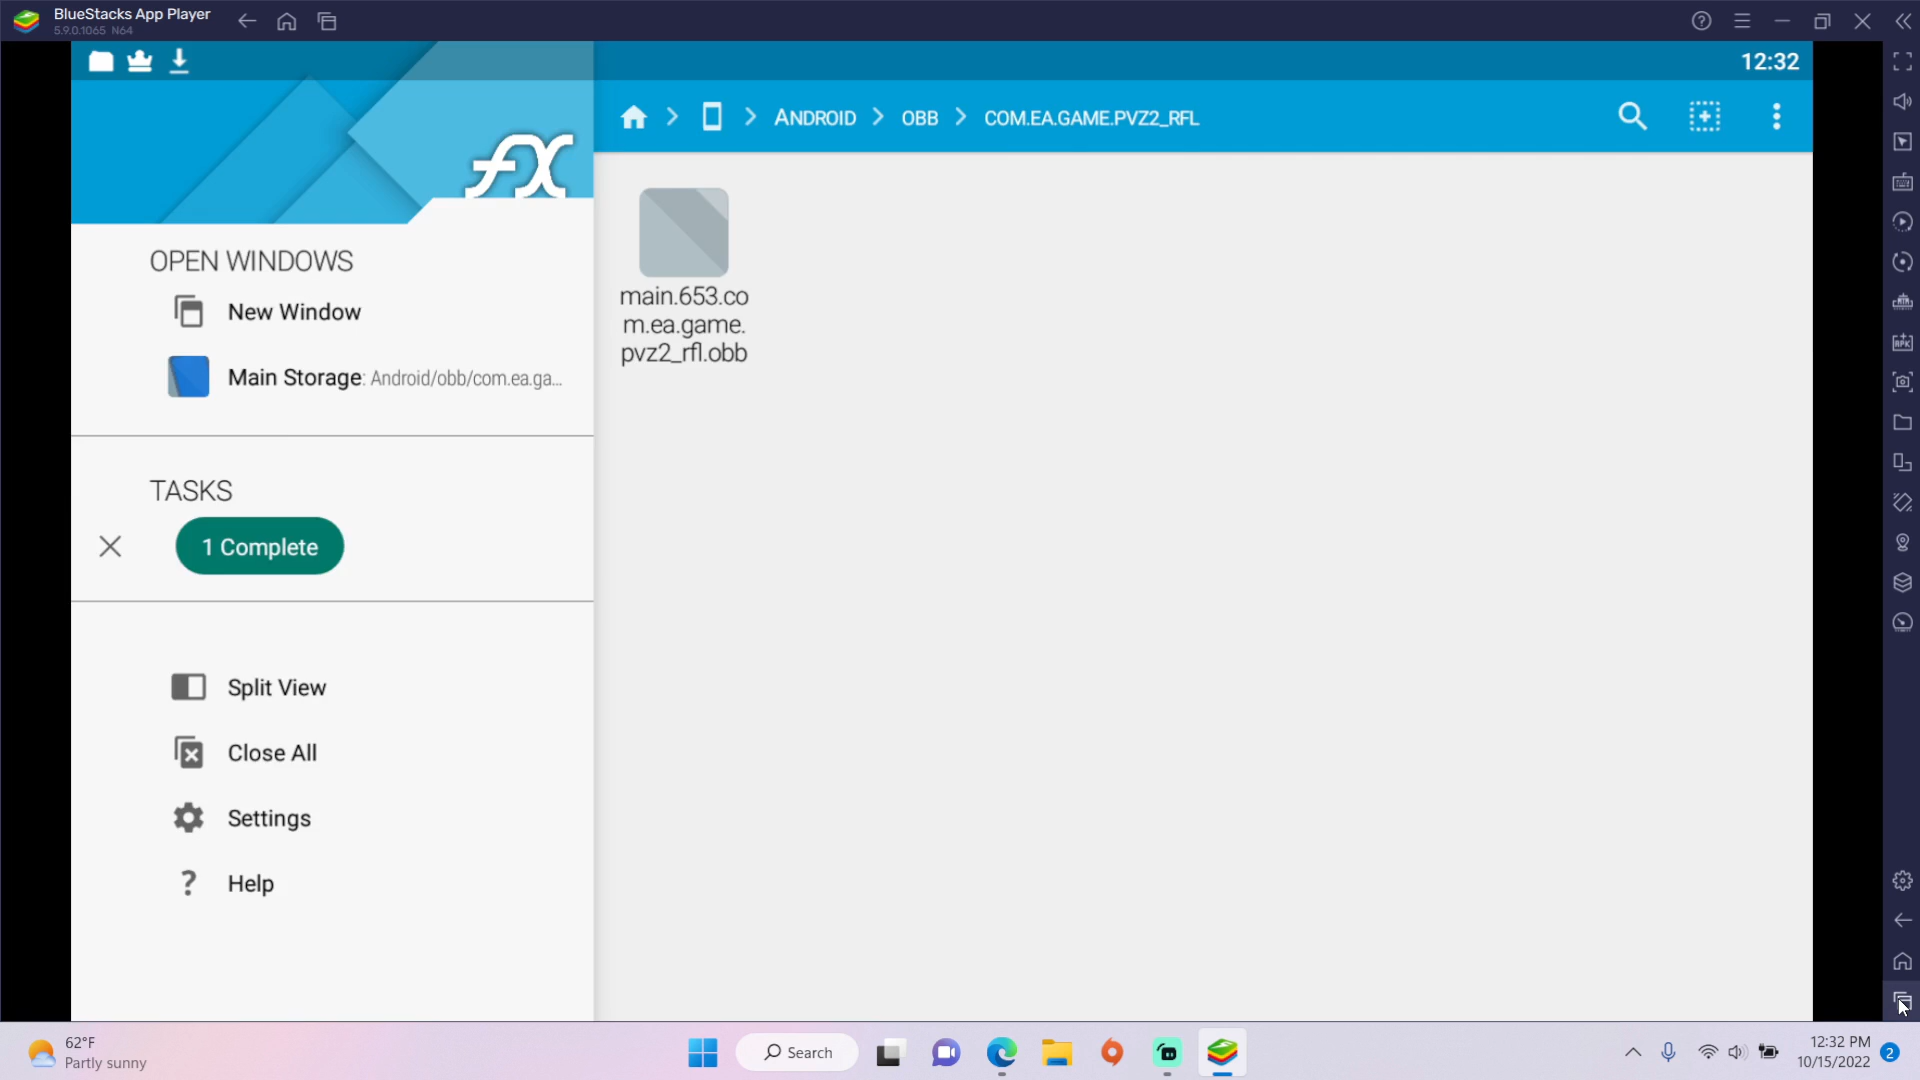 BlueStacks App Player
5.9.0.1065 N64
12:32
fX
ANDROID
OBB
COM.EA.GAME.PVZ2_RFL
OPEN WINDOWS
New Window
Main Storage: Android/obb/com.ea.ga...
TASKS
1 Complete
Split View
Close All
Settings
? Help
main.653.co
m.ea.game.
pvz2_rfl.obb
62°F
Partly sunny
Search
12:32 PM
10/15/2022
2